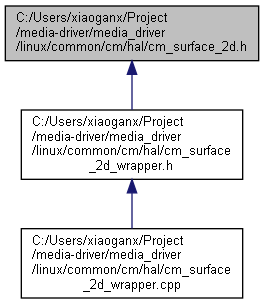 C:/Users/xiaoganx/Project
/media-driver/media_driver
/linux/common/cm/hal/cm_surface_2d.h
C:/Users/xiaoganx/Project
/media-driver/media_driver
/linux/common/cm/hal/cm_surface
_2d_wrapper.h
C:/Users/xiaoganx/Project
/media-driver/media_driver
/linux/common/cm/hal/cm_surface
_2d_wrapper.cpp